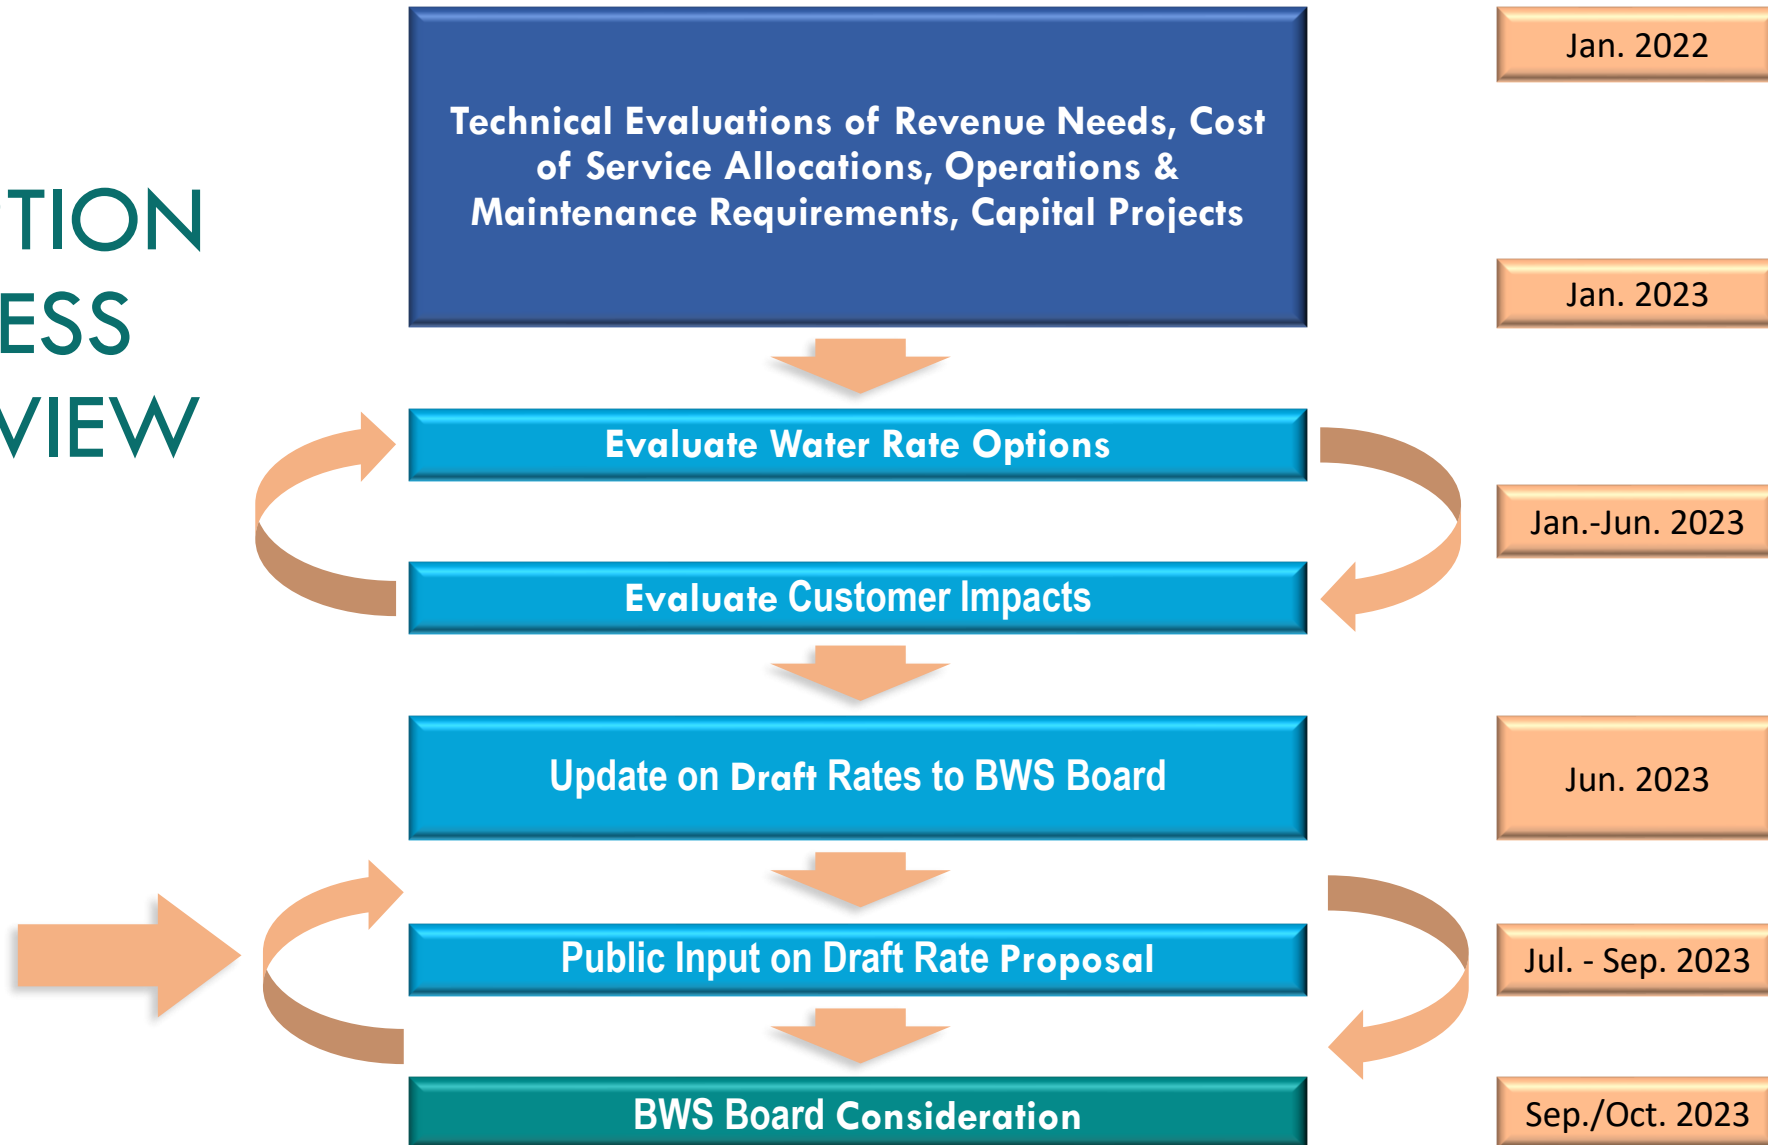 TION
ESS
VIEW
Technical Evaluations of Revenue Needs, Cost
of Service Allocations, Operations &
Maintenance Requirements, Capital Projects
Jan. 2022
Jan. 2023
Evaluate Water Rate Options
Jan.-Jun. 2023
Evaluate Customer Impacts
Update on Draft Rates to BWS Board
Jun. 2023
Public Input on Draft Rate Proposal
Jul. - Sep. 2023
BWS Board Consideration
Sep./Oct. 2023